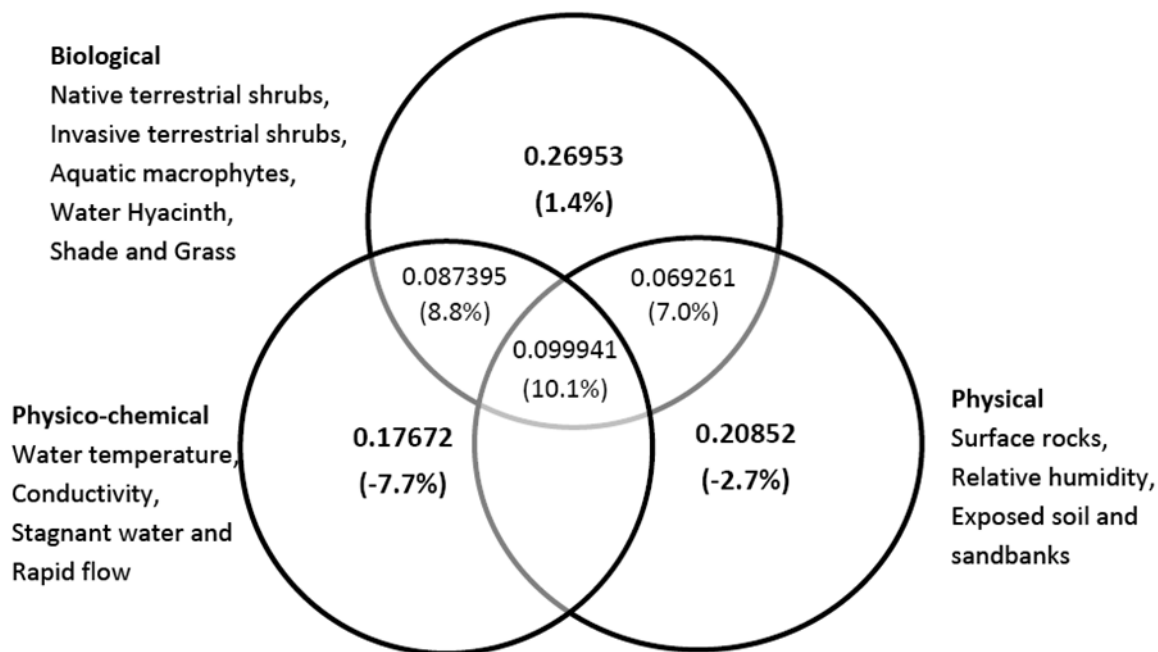 Biological
Native terrestrial shrubs,
Invasive terrestrial shrubs,
Aquatic macrophytes,
Water Hyacinth,
Shade and Grass
0.26953
(1.4%)
0.087395
(8.8%)
0.069261
(7.0%)
0.099941
(10.1%)
Physico-chemical
Water temperature,
Conductivity,
Stagnant water and
Rapid flow
0.17672
(-7.7%)
0.20852
(-2.7%)
Physical
Surface rocks,
Relative humidity,
Exposed soil and
sandbanks